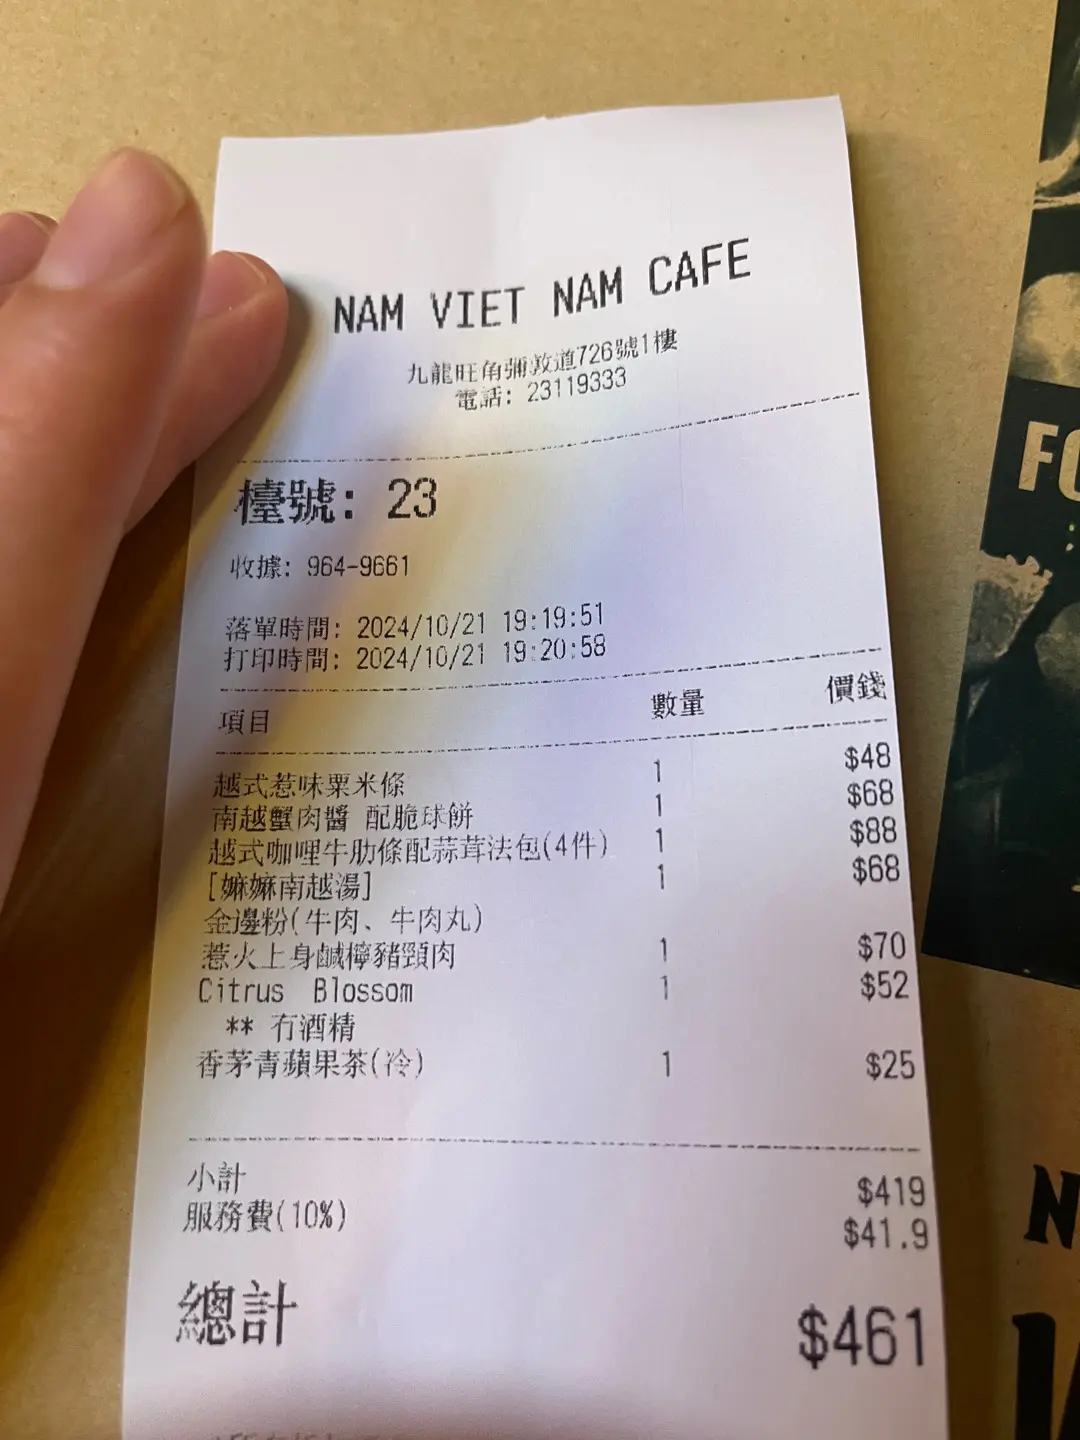 NAM VIET NAM CAFE
九龍旺角彌敦道726號1樓
電話: 23119333
檯號: 23
收據: 964-9661
落單時間: 2024/10/21 19:19:51
打印時間: 2024/10/21 19:20:58
項目 數量 價錢
越式惹味粟米條 1 $48
南越蟹肉醬 配脆球餅 1 $68
越式咖哩牛肋條配蒜茸法包(4件) 1 $88
[嫲嫲南越湯] 1 $68
金邊粉(牛肉、牛肉丸)
惹火上身鹹檸豬頸肉 1 $70
Citrus Blossom 1 $52
** 冇酒精
香茅青蘋果茶(冷) 1 $25
小計 $419
服務費(10%) $41.9
總計 $461
FO
N